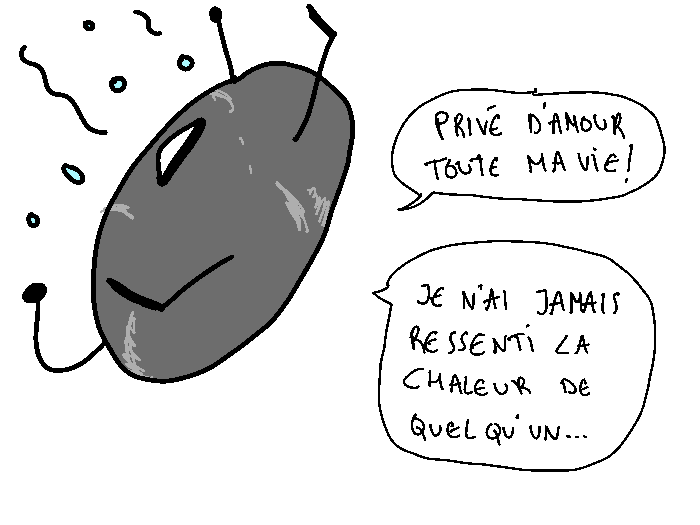 PRIVÉ D'AMOUR
TOUTE MA VIE!
JE N'AI JAMAIS
RESSENTI LA
CHALEUR DE
QUELQU'UN...